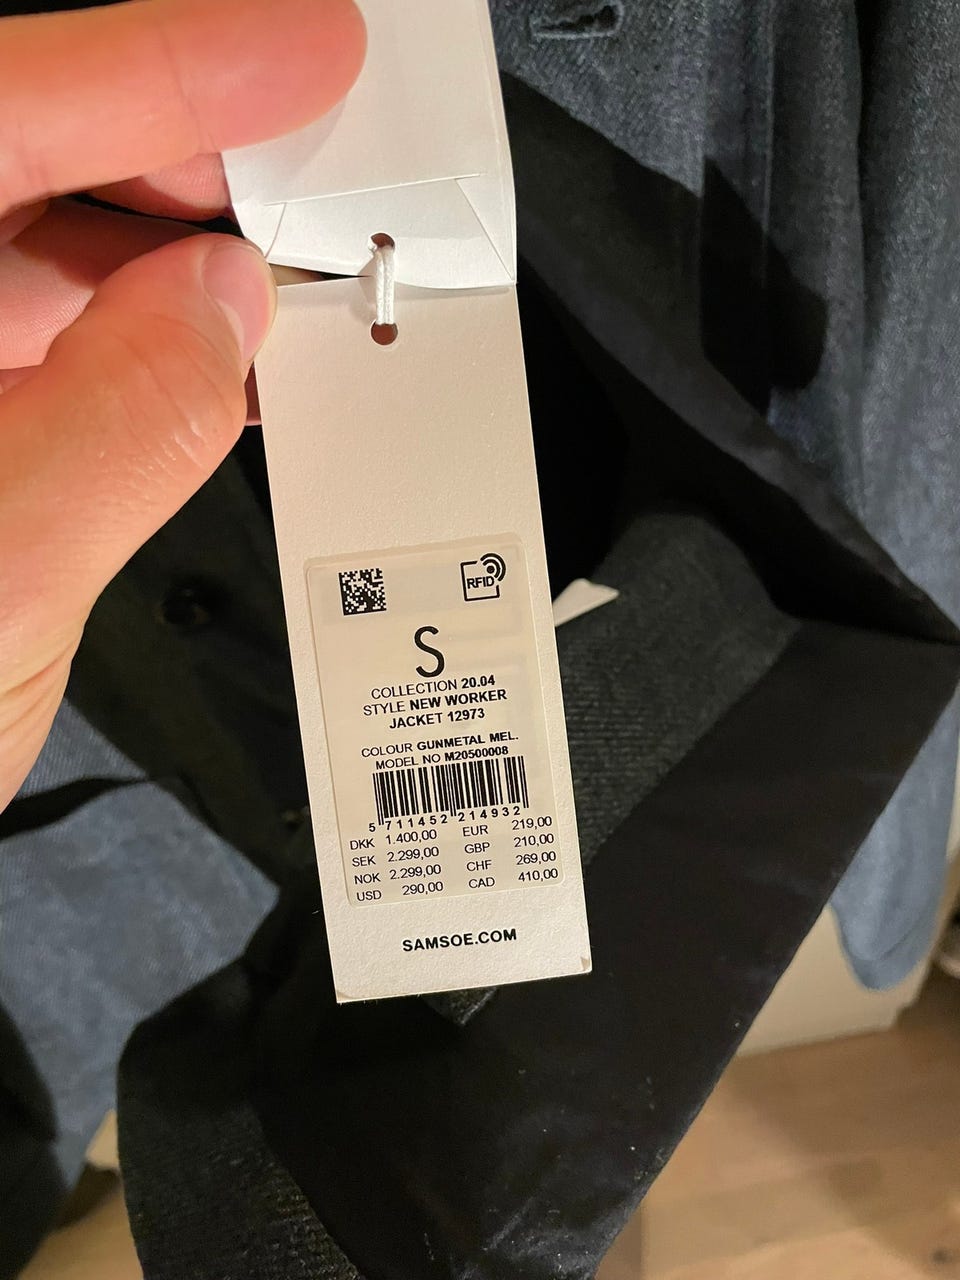 RFID
S
COLLECTION 20.04
STYLE NEW WORKER
JACKET 12973
COLOUR GUNMETAL MEL.
MODEL NO M20500008
5 711452 214932
DKK 1.400,00 EUR 219,00
SEK 2.299,00 GBP 210,00
NOK 2.299,00 CHF 269,00
USD 290,00 CAD 410,00
SAMSOE.COM